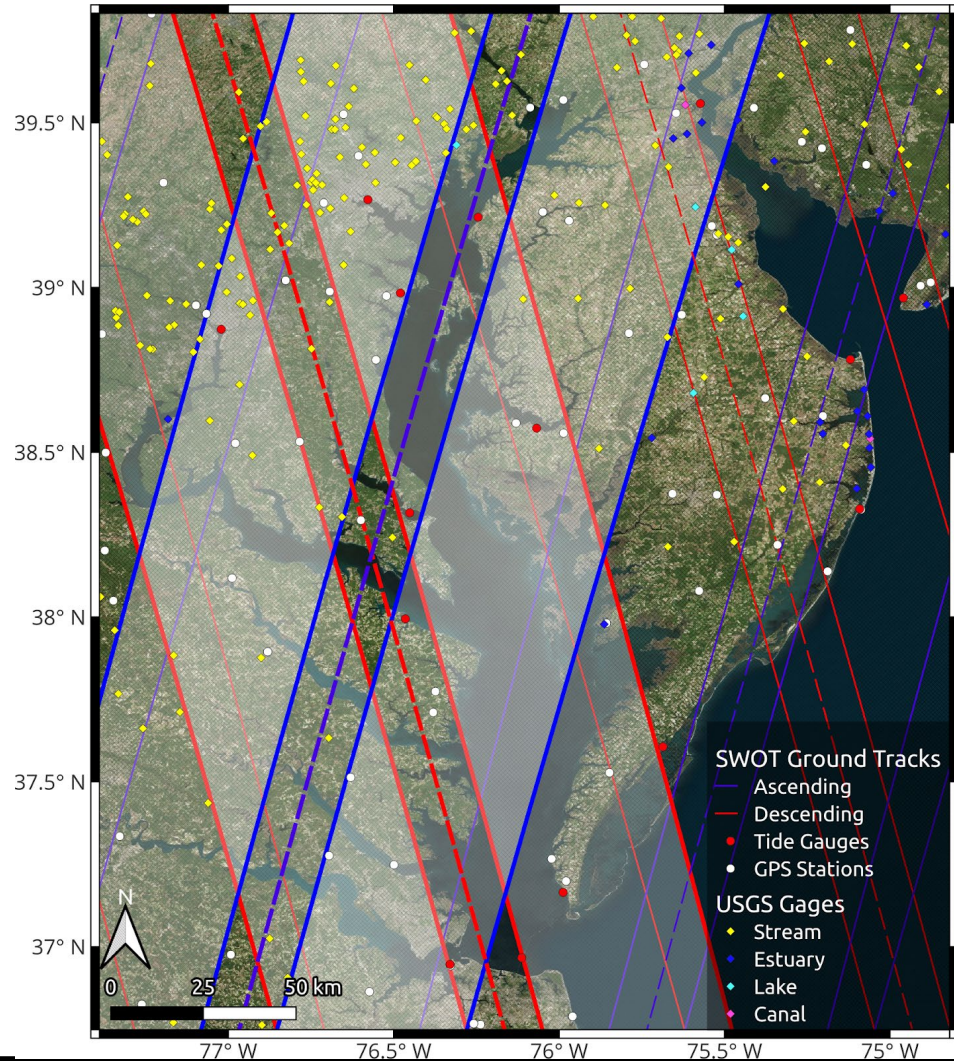 39.5° N
39° N
38.5° N
38° N
37.5° N
37° N
SWOT Ground Tracks
Ascending
Descending
Tide Gauges
GPS Stations
USGS Gages
Stream
Estuary
Lake
Canal
N
0 25 50 km
77° W 76.5° W 76° W 75.5° W 75° W